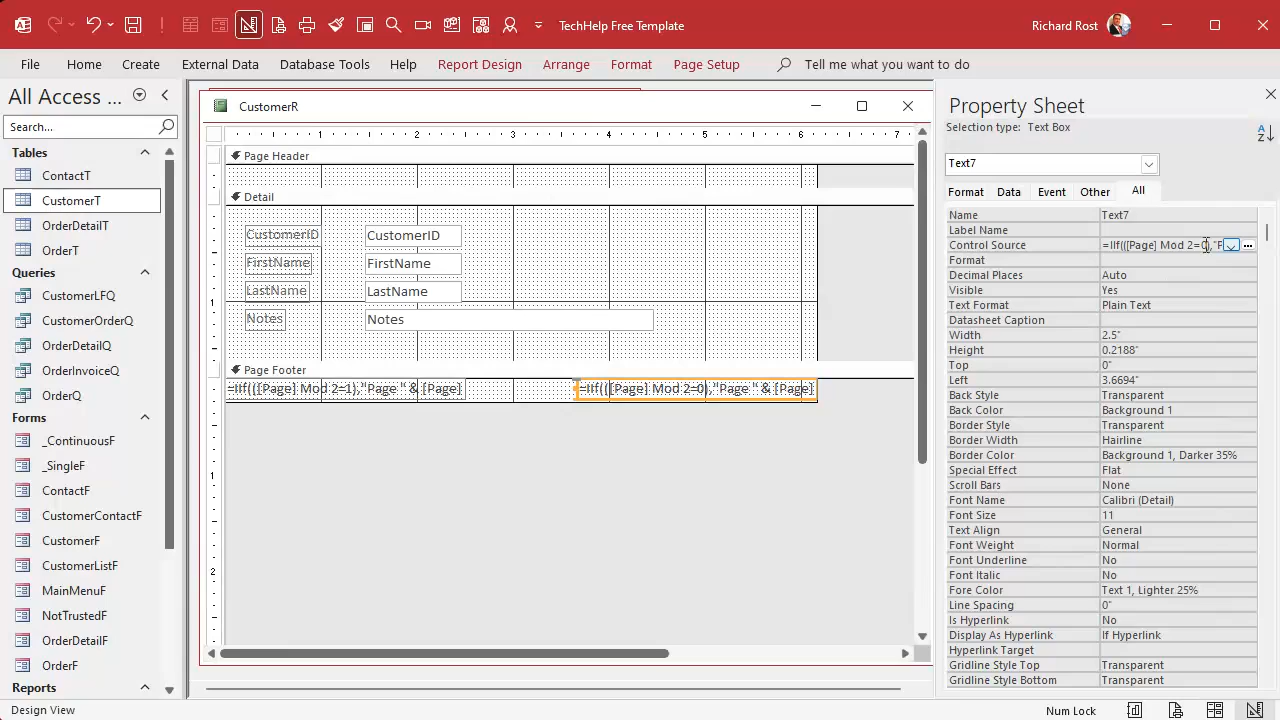 TechHelp Free Template
Richard Rost
File Home Create External Data Database Tools Help Report Design Arrange Format Page Setup Tell me what you want to do
All Access ...
Search...
Tables
ContactT
CustomerT
OrderDetailT
OrderT
Queries
CustomerLFQ
CustomerOrderQ
OrderDetailQ
OrderInvoiceQ
OrderQ
Forms
_ContinuousF
_SingleF
ContactF
CustomerContactF
CustomerF
CustomerListF
MainMenuF
NotTrustedF
OrderDetailF
OrderF
Reports
CustomerR
1 2 3 4 5 6 7
Page Header
Detail
CustomerID CustomerID
FirstName FirstName
LastName LastName
1
Notes Notes
Page Footer
=IIf(([Page] Mod 2=1),"Page " & [Page] =IIf(([Page] Mod 2=0),"Page " & [Page]
1
2
Property Sheet
Selection type: Text Box
Text7
Format Data Event Other All
Name Text7
Label Name
Control Source =IIf(([Page] Mod 2=0),"P
Format
Decimal Places Auto
Visible Yes
Text Format Plain Text
Datasheet Caption
Width 2.5"
Height 0.2188"
Top 0"
Left 3.6694"
Back Style Transparent
Back Color Background 1
Border Style Transparent
Border Width Hairline
Border Color Background 1, Darker 35%
Special Effect Flat
Scroll Bars None
Font Name Calibri (Detail)
Font Size 11
Text Align General
Font Weight Normal
Font Underline No
Font Italic No
Fore Color Text 1, Lighter 25%
Line Spacing 0"
Is Hyperlink No
Display As Hyperlink If Hyperlink
Hyperlink Target
Gridline Style Top Transparent
Gridline Style Bottom Transparent
Design View
Num Lock